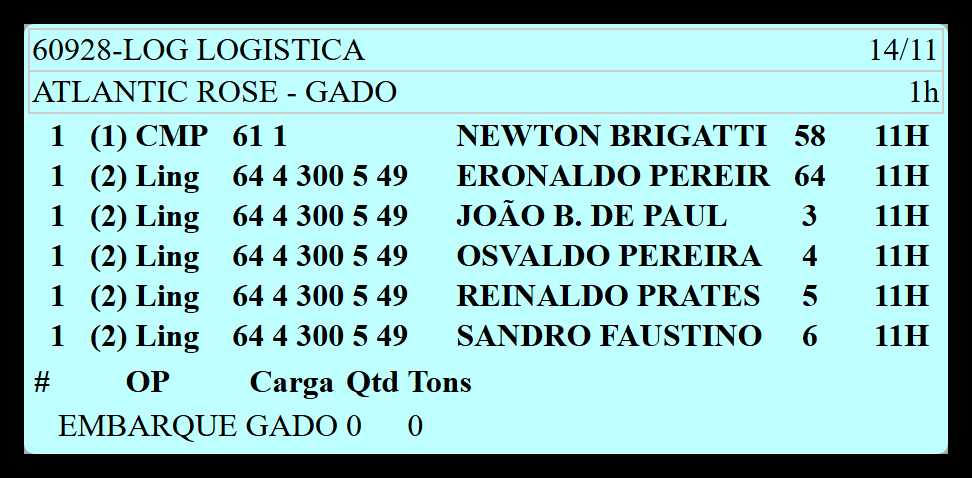 60928-LOG LOGISTICA 14/11
ATLANTIC ROSE - GADO 1h
1 (1) CMP 61 1 NEWTON BRIGATTI 58 11H
1 (2) Ling 64 4 300 5 49 ERONALDO PEREIR 64 11H
1 (2) Ling 64 4 300 5 49 JOÃO B. DE PAUL 3 11H
1 (2) Ling 64 4 300 5 49 OSVALDO PEREIRA 4 11H
1 (2) Ling 64 4 300 5 49 REINALDO PRATES 5 11H
1 (2) Ling 64 4 300 5 49 SANDRO FAUSTINO 6 11H
# OP Carga Qtd Tons
EMBARQUE GADO 0 0